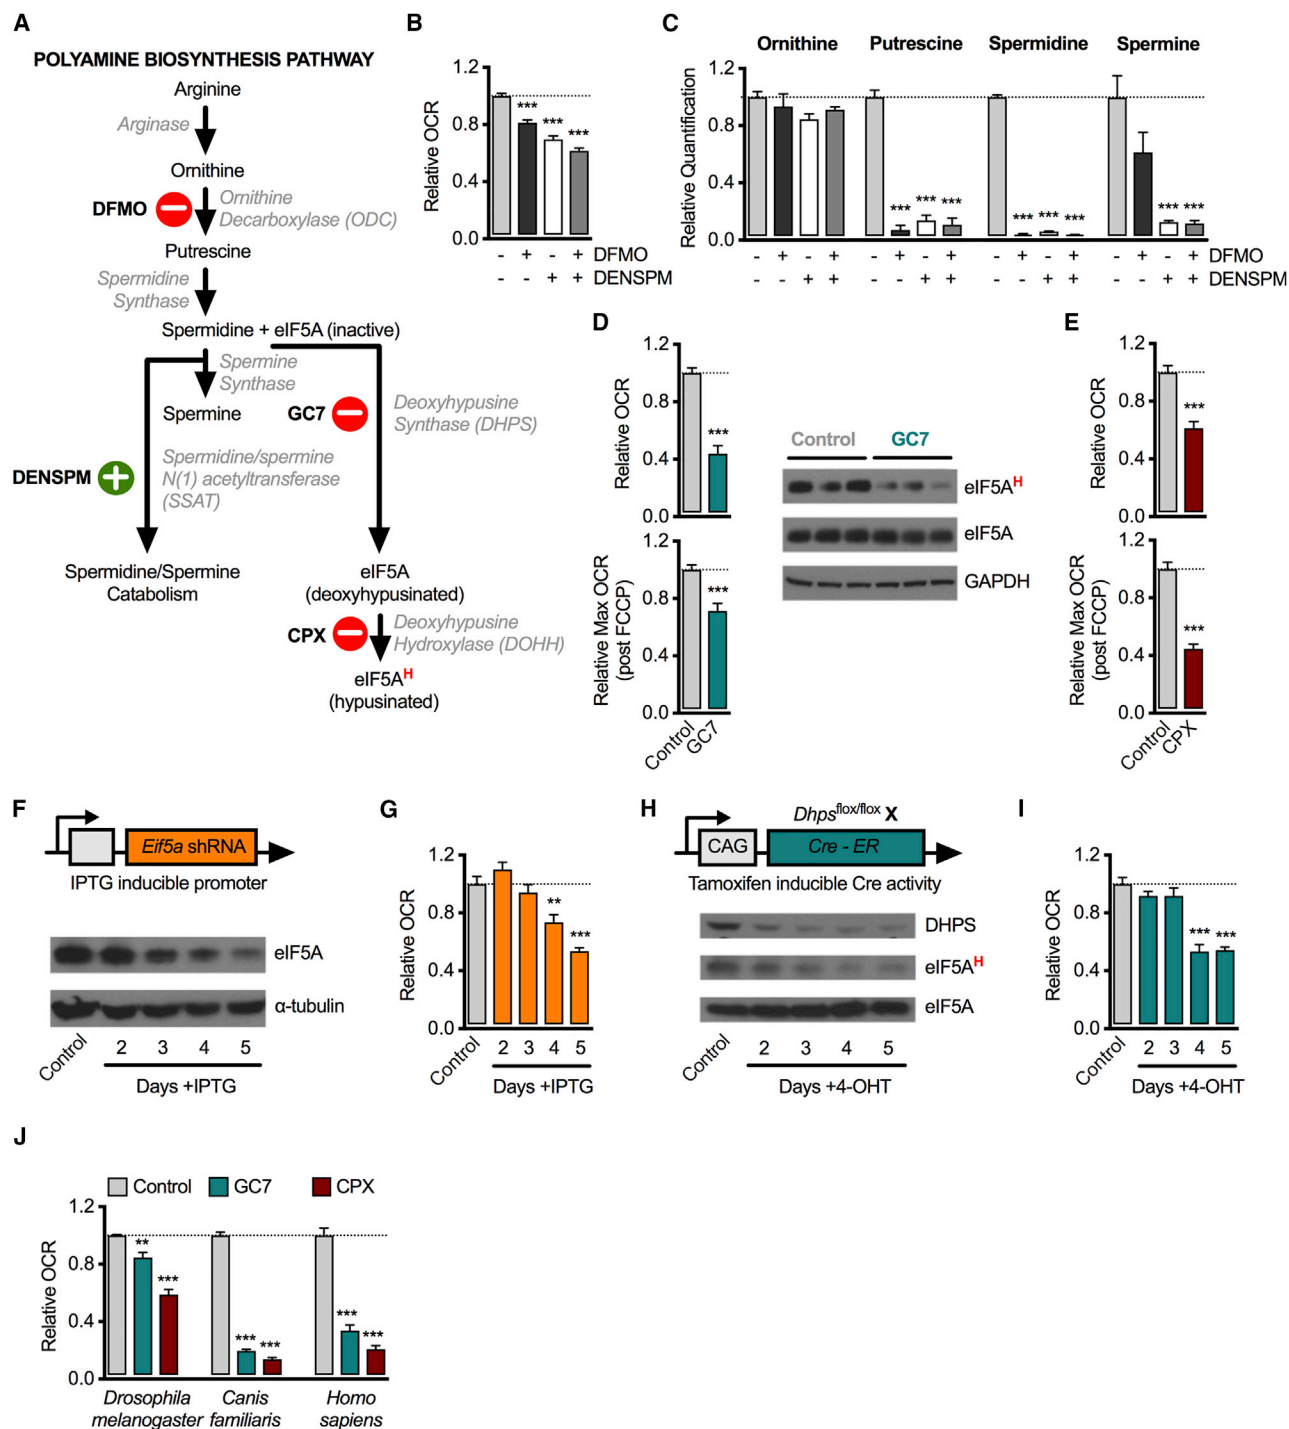 A
POLYAMINE BIOSYNTHESIS PATHWAY
Arginine
Arginase
Ornithine
DFMO
Ornithine
Decarboxylase (ODC)
Putrescine
Spermidine
Synthase
Spermidine + eIF5A (inactive)
Spermine
Synthase
Spermine
GC7
Deoxyhypusine
Synthase (DHPS)
DENSPM
Spermidine/spermine
N(1) acetyltransferase
(SSAT)
Spermidine/Spermine
Catabolism
eIF5A
(deoxyhypusinated)
CPX
Deoxyhypusine
Hydroxylase (DOHH)
eIF5AH
(hypusinated)
B
Relative OCR
1.2
0.8
0.4
0.0
*** *** ***
- + - + DFMO
- - + + DENSPM
C
Ornithine Putrescine Spermidine Spermine
Relative Quantification
1.2
0.8
0.4
0.0
*** *** *** *** *** *** *** ***
- + - + - + - + - + - + - + - + DFMO
- - + + - - + + - - + + - - + + DENSPM
D
Relative OCR
1.2
0.8
0.4
0.0
***
Relative Max OCR
(post FCCP)
1.2
0.8
0.4
0.0
***
Control
GC7
Control GC7
eIF5AH
eIF5A
GAPDH
E
Relative OCR
1.2
0.8
0.4
0.0
***
Relative Max OCR
(post FCCP)
1.2
0.8
0.4
0.0
***
Control
CPX
F
Eif5a shRNA
IPTG inducible promoter
eIF5A
α-tubulin
Control 2 3 4 5
Days +IPTG
G
Relative OCR
1.2
0.8
0.4
0.0
** ***
Control 2 3 4 5
Days +IPTG
H
Dhpsflox/flox X
CAG Cre - ER
Tamoxifen inducible Cre activity
DHPS
eIF5AH
eIF5A
Control 2 3 4 5
Days +4-OHT
I
Relative OCR
1.2
0.8
0.4
0.0
*** ***
Control 2 3 4 5
Days +4-OHT
J
Control GC7 CPX
Relative OCR
1.2
0.8
0.4
0.0
** *** *** *** *** ***
Drosophila
melanogaster
Canis
familiaris
Homo
sapiens